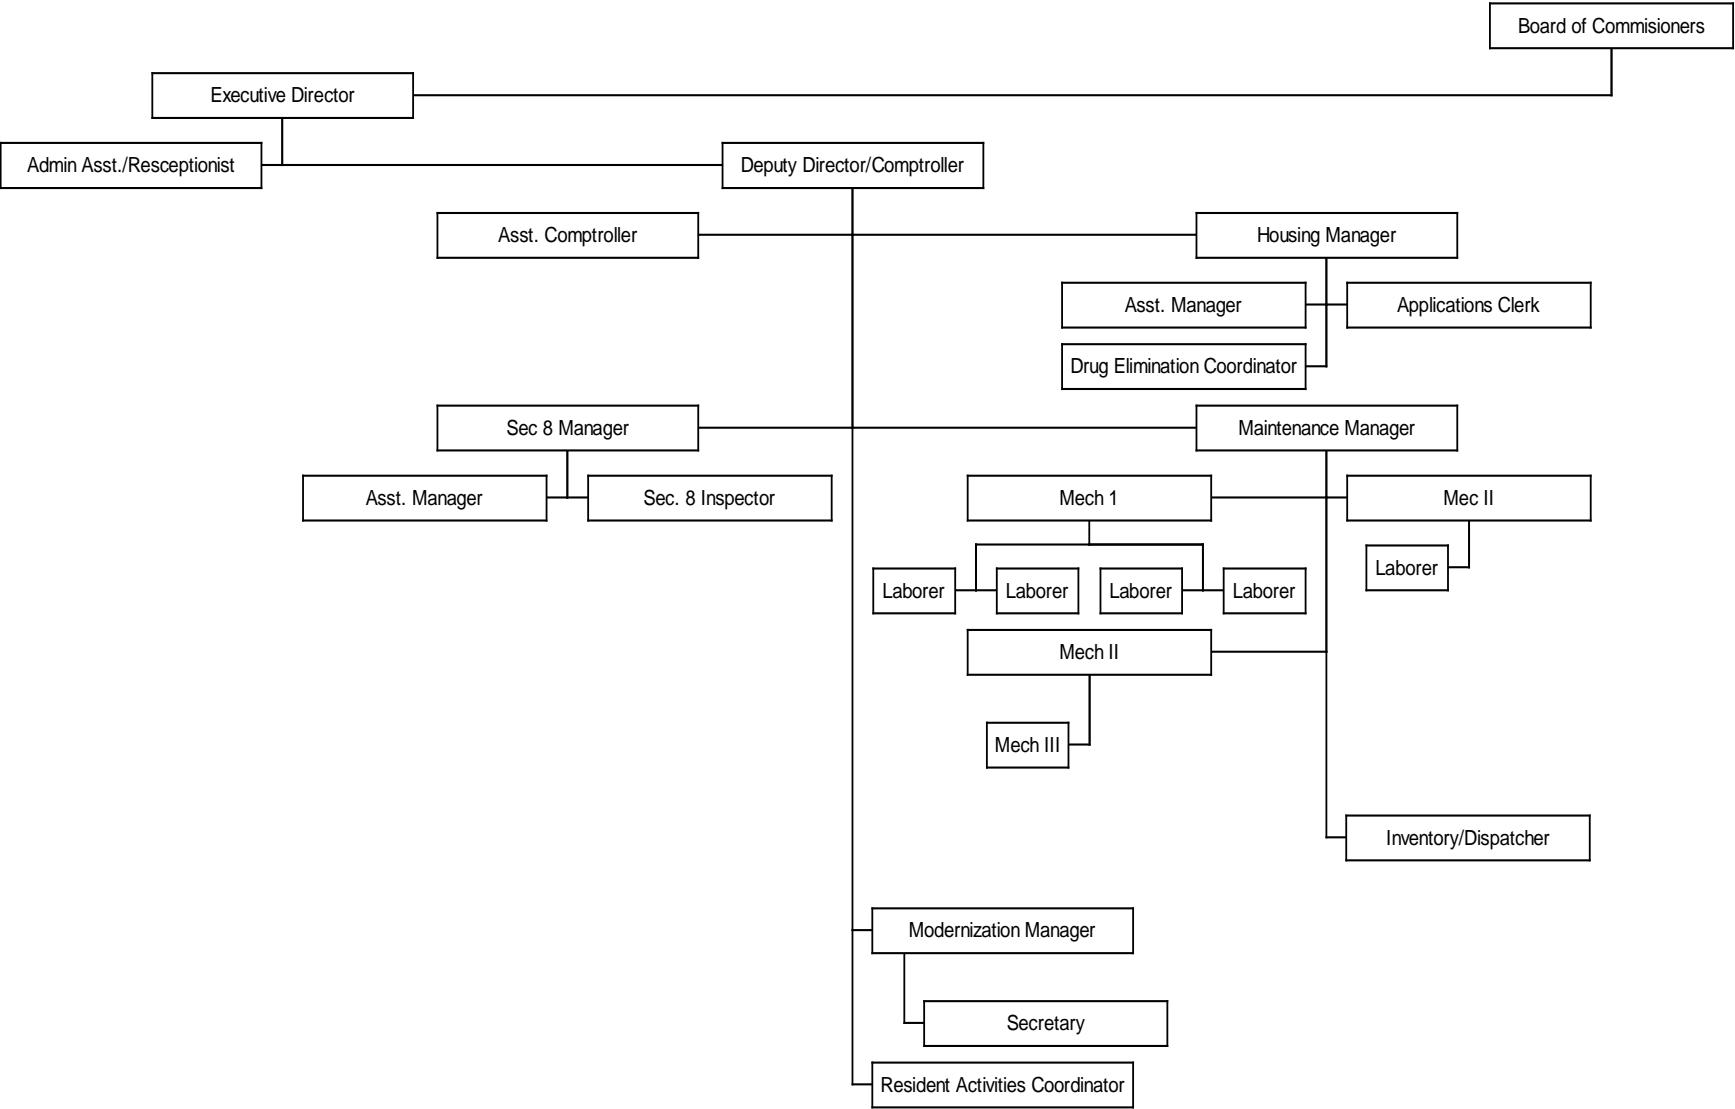 Board of Commisioners
Executive Director
Admin Asst./Resceptionist
Deputy Director/Comptroller
Asst. Comptroller
Housing Manager
Asst. Manager
Applications Clerk
Drug Elimination Coordinator
Sec 8 Manager
Maintenance Manager
Asst. Manager
Sec. 8 Inspector
Mech 1
Mec II
Laborer
Laborer
Laborer
Laborer
Laborer
Mech II
Mech III
Inventory/Dispatcher
Modernization Manager
Secretary
Resident Activities Coordinator